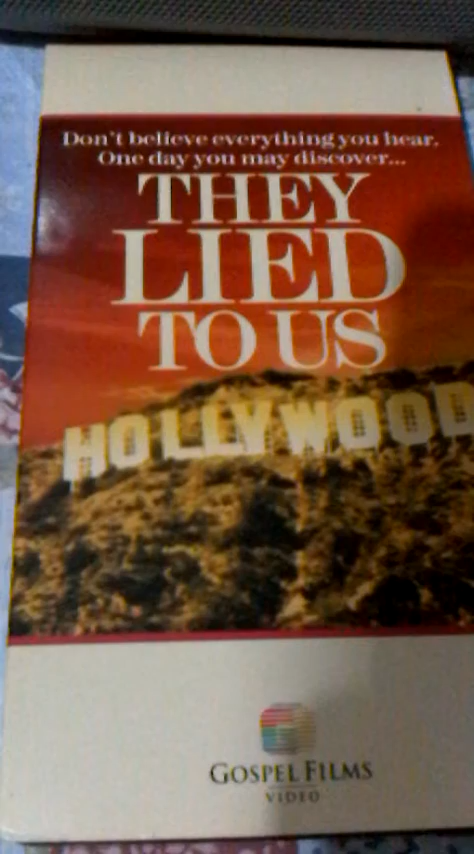 Don't believe everything you hear.
One day you may discover...
THEY
LIED
TO US
HOLLYWOOD
GOSPEL FILMS
VIDEO